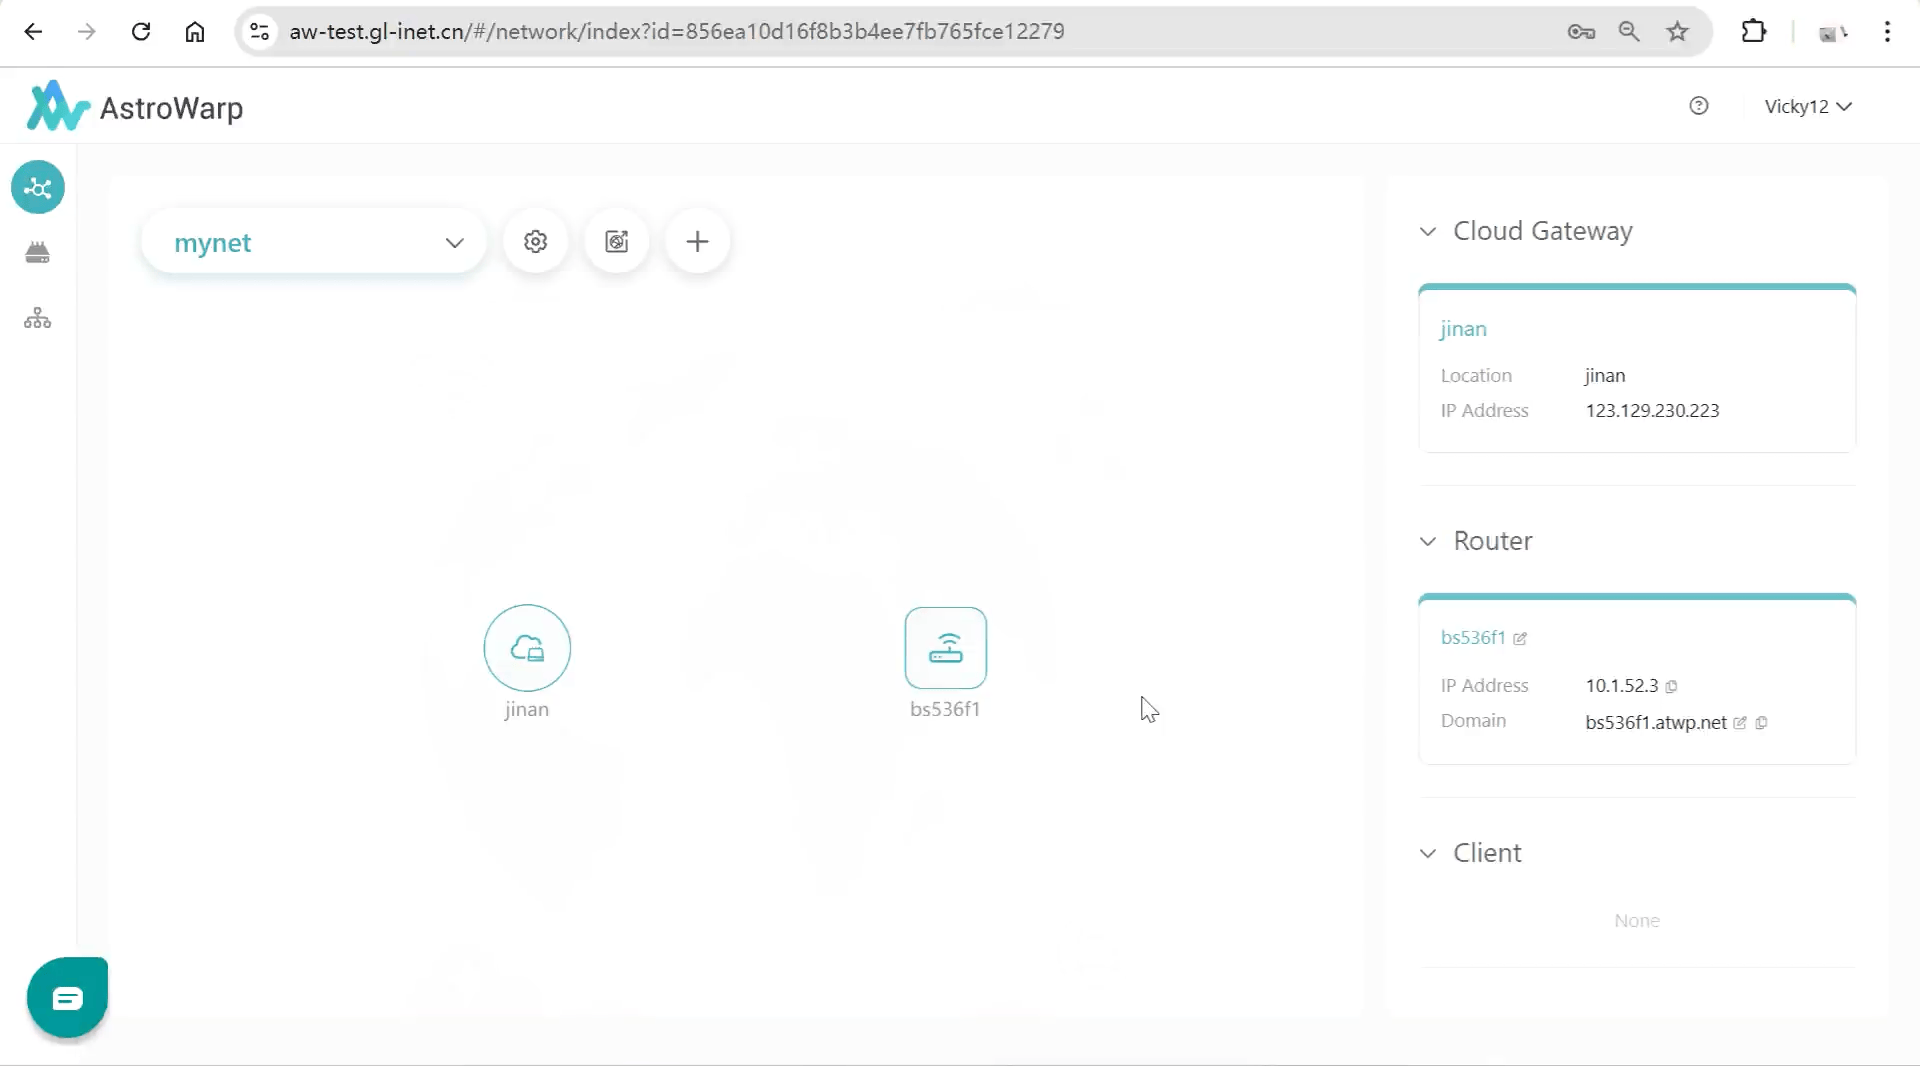 aw-test.gl-inet.cn/#/network/index?id=856ea10d16f8b3b4ee7fb765fce12279
AstroWarp
Vicky12
mynet
Cloud Gateway
jinan
Location jinan
IP Address 123.129.230.223
Router
bs536f1
IP Address 10.1.52.3
Domain bs536f1.atwp.net
jinan
bs536f1
Client
None